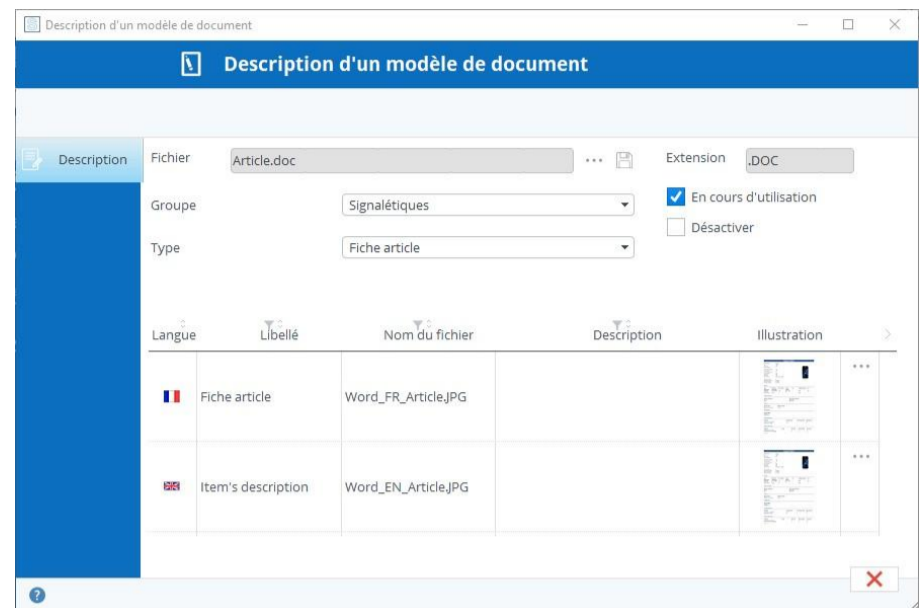 Description d'un modèle de document
Description d'un modèle de document
Description
Fichier
Article.doc
...
Extension
.DOC
Groupe
Signalétiques
En cours d'utilisation
Désactiver
Type
Fiche article
Langue
Libellé
Nom du fichier
Description
Illustration
Fiche article
Word_FR_Article.JPG
...
Item's description
Word_EN_Article.JPG
...
?